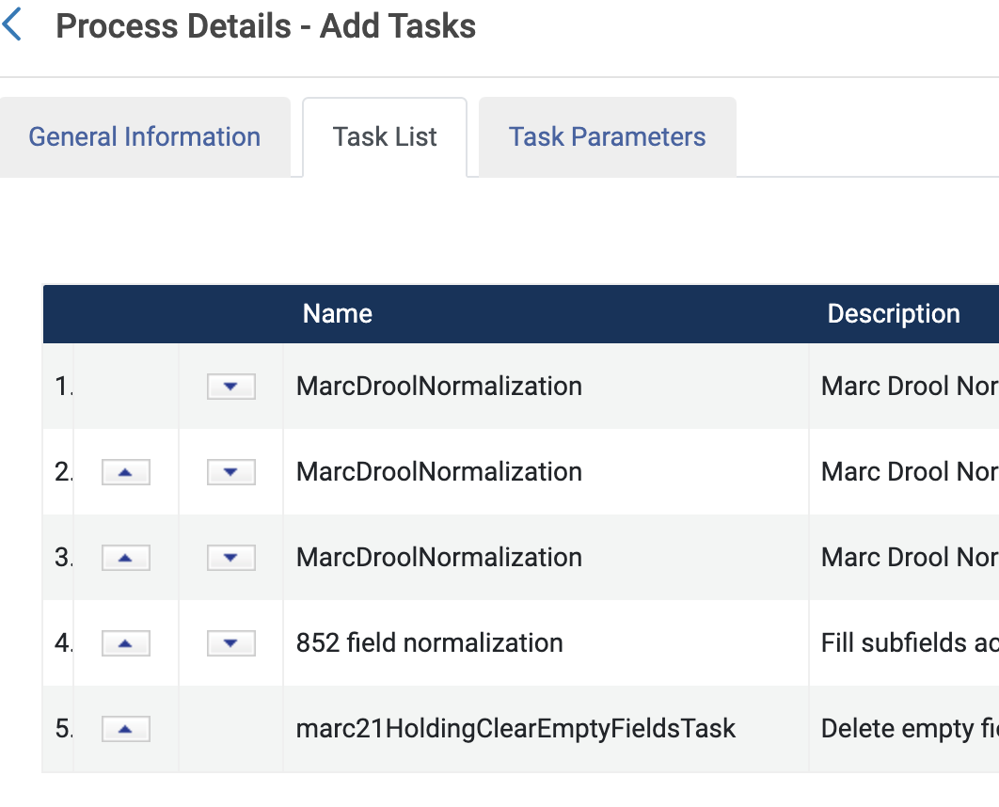 Process Details - Add Tasks
General Information Task List Task Parameters
Name Description
1. MarcDroolNormalization Marc Drool Nor
2. MarcDroolNormalization Marc Drool Nor
3. MarcDroolNormalization Marc Drool Nor
4. 852 field normalization Fill subfields ac
5. marc21HoldingClearEmptyFieldsTask Delete empty fi